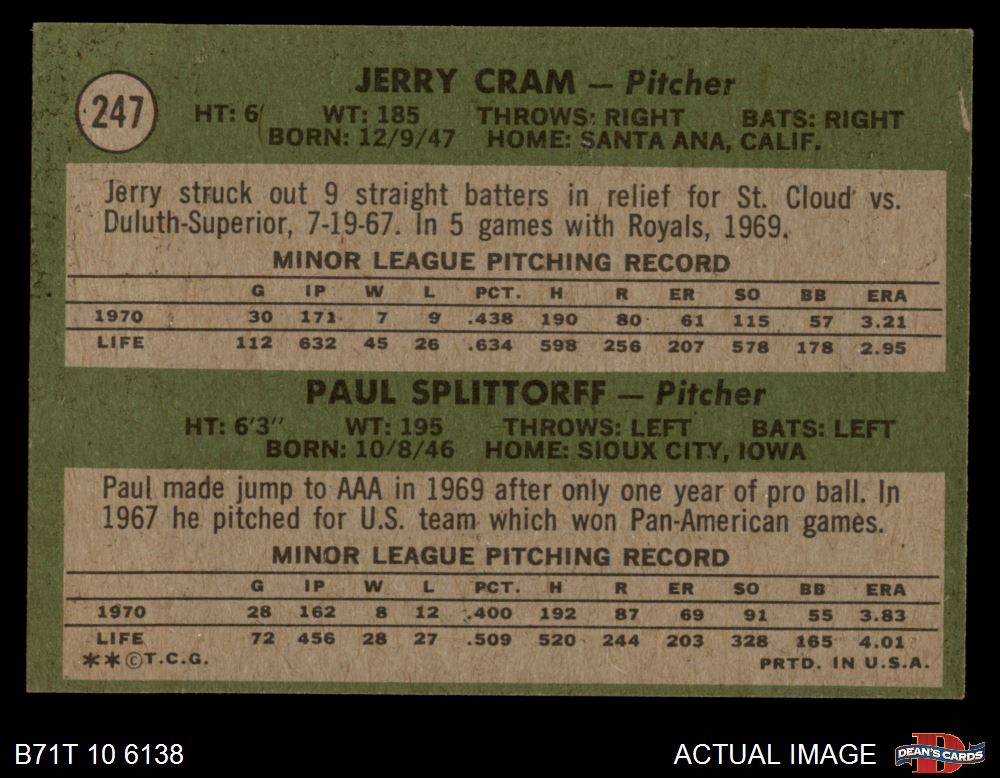 247
JERRY CRAM — Pitcher
HT: 6' WT: 185 THROWS: RIGHT BATS: RIGHT
BORN: 12/9/47 HOME: SANTA ANA, CALIF.
Jerry struck out 9 straight batters in relief for St. Cloud vs.
Duluth-Superior, 7-19-67. In 5 games with Royals, 1969.
MINOR LEAGUE PITCHING RECORD
G IP W L PCT. H R ER SO BB ERA
1970 30 171 7 9 .438 190 80 61 115 57 3.21
LIFE 112 632 45 26 .634 598 256 207 578 178 2.95
PAUL SPLITTORFF — Pitcher
HT: 6'3" WT: 195 THROWS: LEFT BATS: LEFT
BORN: 10/8/46 HOME: SIOUX CITY, IOWA
Paul made jump to AAA in 1969 after only one year of pro ball. In
1967 he pitched for U.S. team which won Pan-American games.
MINOR LEAGUE PITCHING RECORD
G IP W L PCT. H R ER SO BB ERA
1970 28 162 8 12 .400 192 87 69 91 55 3.83
LIFE 72 456 28 27 .509 520 244 203 328 165 4.01
**©T.C.G. PRTD. IN U.S.A.
B71T 10 6138 ACTUAL IMAGE DEAN'S CARDS